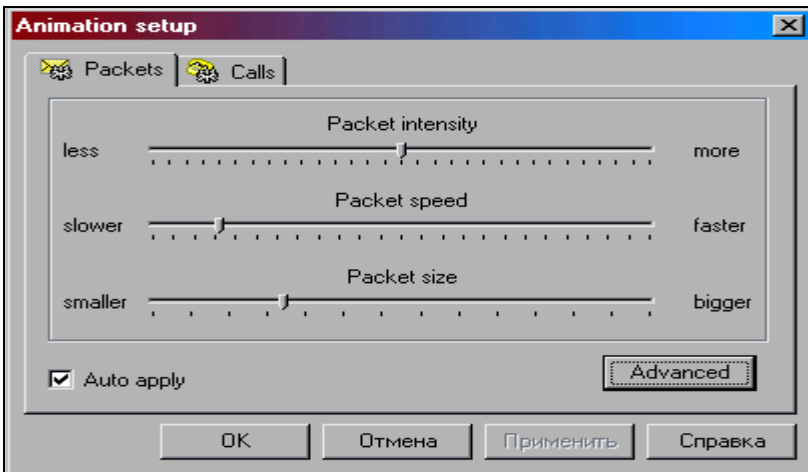 Animation setup
Packets Calls
Packet intensity
less more
Packet speed
slower faster
Packet size
smaller bigger
Auto apply Advanced
OK Отмена Применить Справка